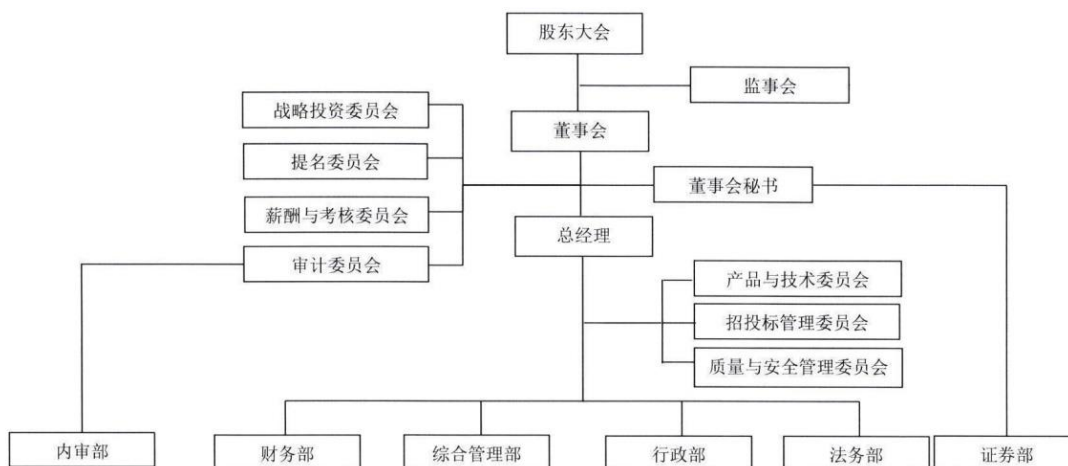 股东大会
监事会
战略投资委员会
董事会
提名委员会
董事会秘书
薪酬与考核委员会
总经理
审计委员会
产品与技术委员会
招投标管理委员会
质量与安全管理委员会
内审部
财务部
综合管理部
行政部
法务部
证券部